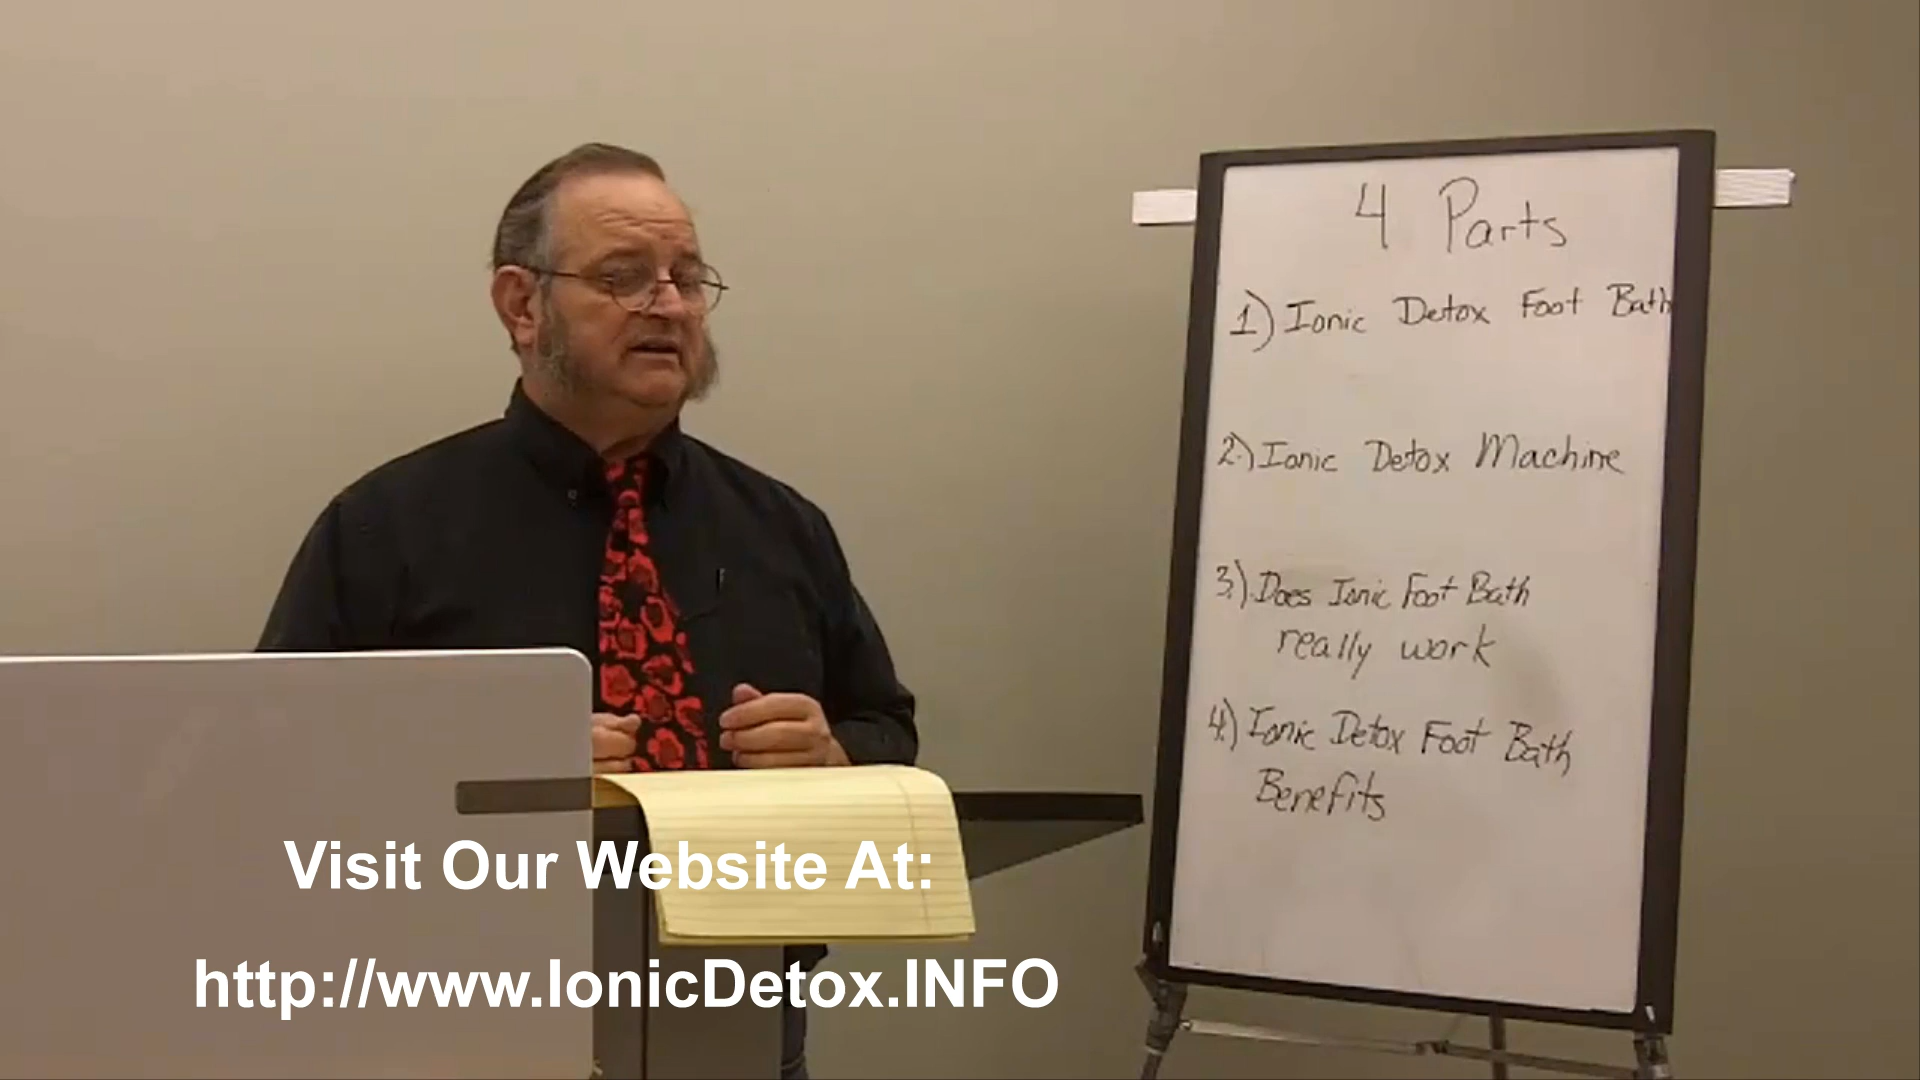 4 Parts
1) Ionic Detox Foot Bath
2.) Ionic Detox Machine
3.) Does Ionic Foot Bath
really work
4.) Ionic Detox Foot Bath
Benefits
Visit Our Website At:
http://www.IonicDetox.INFO